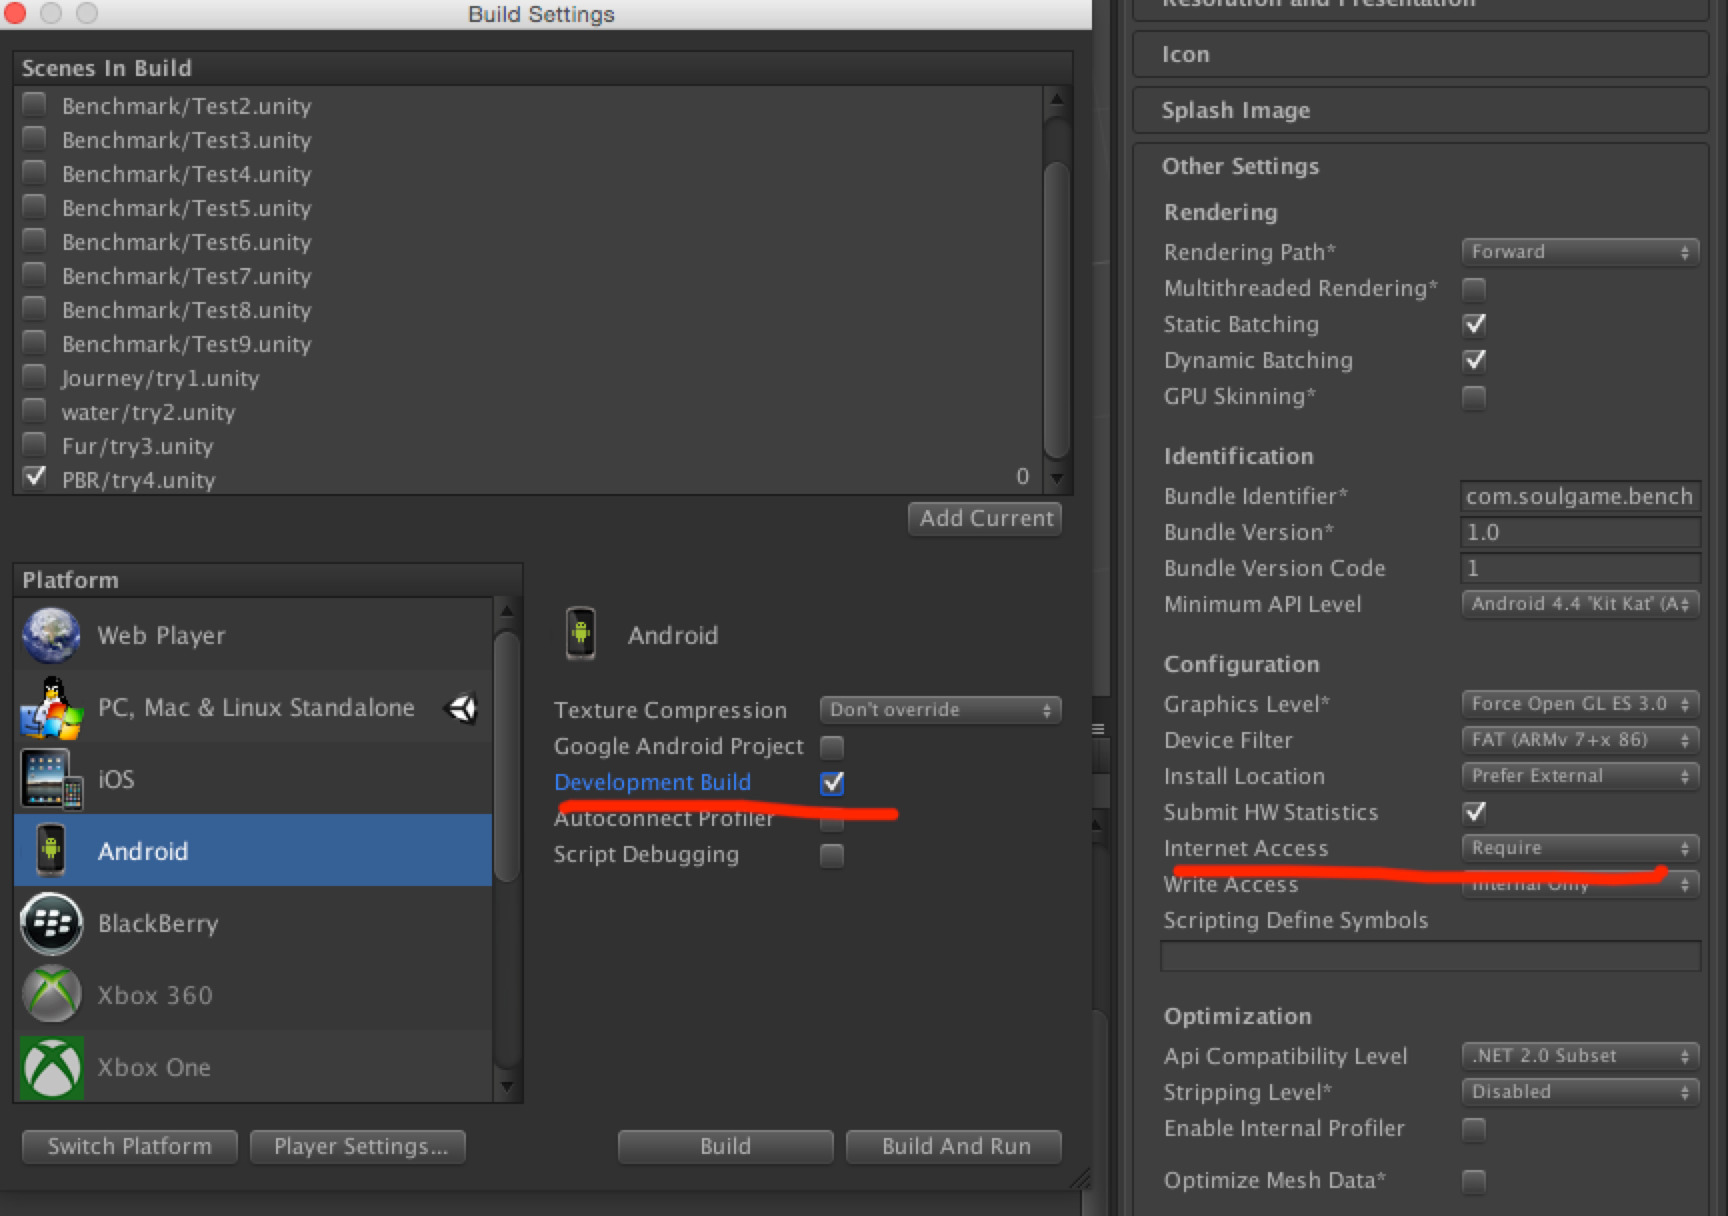 Build Settings
Scenes In Build
Benchmark/Test2.unity
Benchmark/Test3.unity
Benchmark/Test4.unity
Benchmark/Test5.unity
Benchmark/Test6.unity
Benchmark/Test7.unity
Benchmark/Test8.unity
Benchmark/Test9.unity
Journey/try1.unity
water/try2.unity
Fur/try3.unity
PBR/try4.unity 0
Add Current
Platform
Web Player
PC, Mac & Linux Standalone
iOS
Android
BlackBerry
Xbox 360
Xbox One
Android
Texture Compression Don't override
Google Android Project
Development Build
Autoconnect Profiler
Script Debugging
Switch Platform Player Settings... Build Build And Run
Resolution and Presentation
Icon
Splash Image
Other Settings
Rendering
Rendering Path* Forward
Multithreaded Rendering*
Static Batching
Dynamic Batching
GPU Skinning*
Identification
Bundle Identifier* com.soulgame.bench
Bundle Version* 1.0
Bundle Version Code 1
Minimum API Level Android 4.4 'Kit Kat' (A
Configuration
Graphics Level* Force Open GL ES 3.0
Device Filter FAT (ARMv 7+x 86)
Install Location Prefer External
Submit HW Statistics
Internet Access Require
Write Access Internal Only
Scripting Define Symbols
Optimization
Api Compatibility Level .NET 2.0 Subset
Stripping Level* Disabled
Enable Internal Profiler
Optimize Mesh Data*